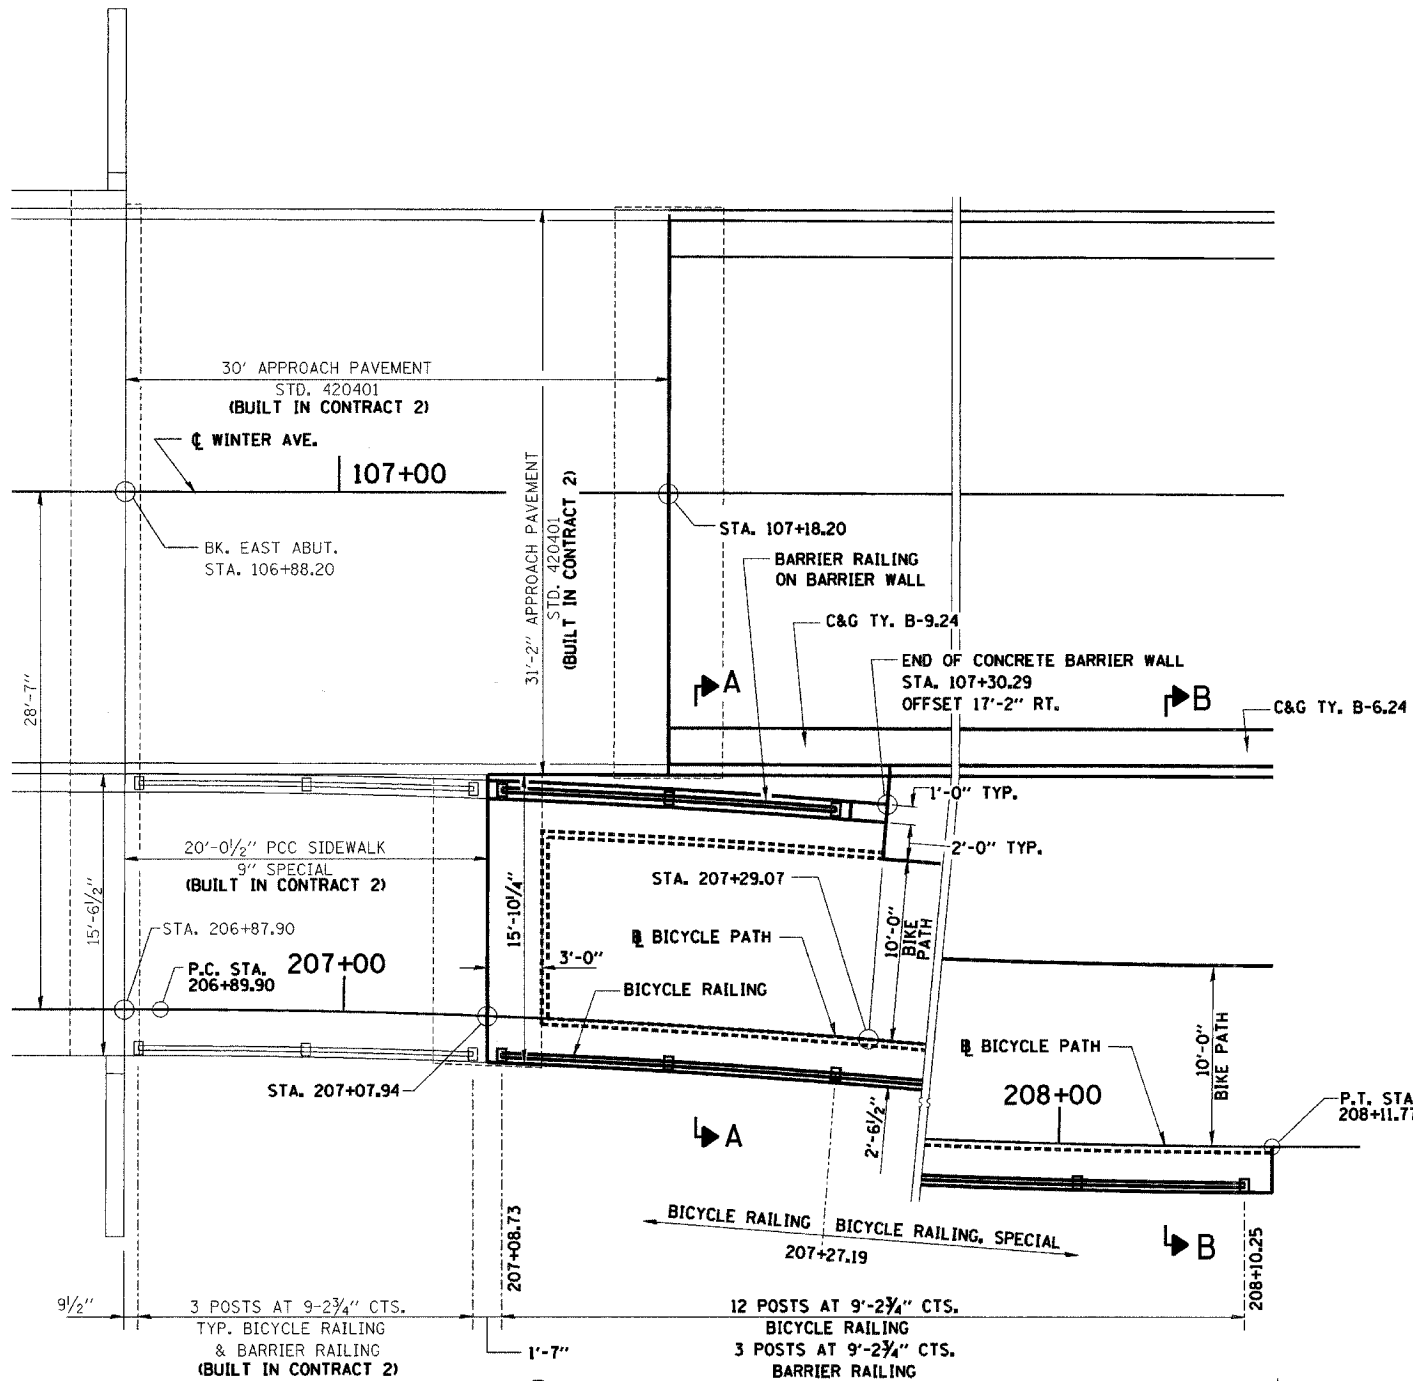 30' APPROACH PAVEMENT
STD. 420401
(BUILT IN CONTRACT 2)
℄ WINTER AVE.
107+00
BK. EAST ABUT.
STA. 106+88.20
31'-2" APPROACH PAVEMENT
STD. 420401
(BUILT IN CONTRACT 2)
STA. 107+18.20
BARRIER RAILING
ON BARRIER WALL
C&G TY. B-9.24
END OF CONCRETE BARRIER WALL
STA. 107+30.29
OFFSET 17'-2" RT.
A
B
C&G TY. B-6.24
28'-7"
1'-0" TYP.
2'-0" TYP.
20'-0½" PCC SIDEWALK
9" SPECIAL
(BUILT IN CONTRACT 2)
15'-6½"
STA. 206+87.90
P.C. STA.
206+89.90
207+00
15'-10¼"
3'-0"
STA. 207+29.07
℄ BICYCLE PATH
BICYCLE RAILING
10'-0"
BIKE
PATH
℄ BICYCLE PATH
208+00
10'-0"
BIKE PATH
P.T. STA
208+11.77
STA. 207+07.94
A
2'-6½"
BICYCLE RAILING
BICYCLE RAILING, SPECIAL
207+27.19
B
207+08.73
208+10.25
9½"
3 POSTS AT 9-2¾" CTS.
TYP. BICYCLE RAILING
& BARRIER RAILING
(BUILT IN CONTRACT 2)
1'-7"
12 POSTS AT 9'-2¾" CTS.
BICYCLE RAILING
3 POSTS AT 9'-2¾" CTS.
BARRIER RAILING